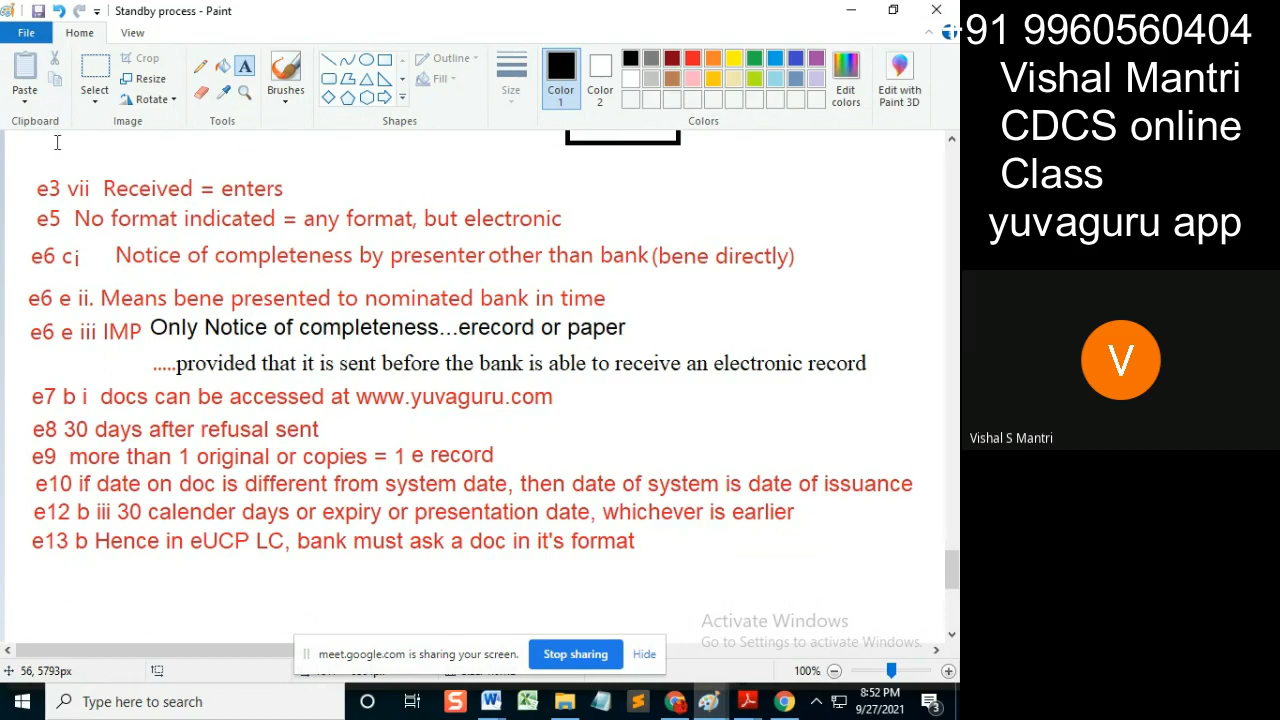 Standby process - Paint
File
Home
View
Paste
Clipboard
Select
Crop
Resize
Rotate
Image
A
Tools
Brushes
Shapes
Outline
Fill
Size
Color 1
Color 2
Edit colors
Edit with Paint 3D
Colors
e3 vii Received = enters
e5 No format indicated = any format, but electronic
e6 ci Notice of completeness by presenter other than bank (bene directly)
e6 e ii. Means bene presented to nominated bank in time
e6 e iii IMP Only Notice of completeness...erecord or paper
.....provided that it is sent before the bank is able to receive an electronic record
e7 b i docs can be accessed at www.yuvaguru.com
e8 30 days after refusal sent
e9 more than 1 original or copies = 1 e record
e10 if date on doc is different from system date, then date of system is date of issuance
e12 b iii 30 calender days or expiry or presentation date, whichever is earlier
e13 b Hence in eUCP LC, bank must ask a doc in it's format
Activate Windows
Go to Settings to activate Windows.
meet.google.com is sharing your screen.
Stop sharing
Hide
56, 5793px
100%
Type here to search
8:52 PM
9/27/2021
3
+91 9960560404
Vishal Mantri
CDCS online
Class
yuvaguru app
V
Vishal S Mantri